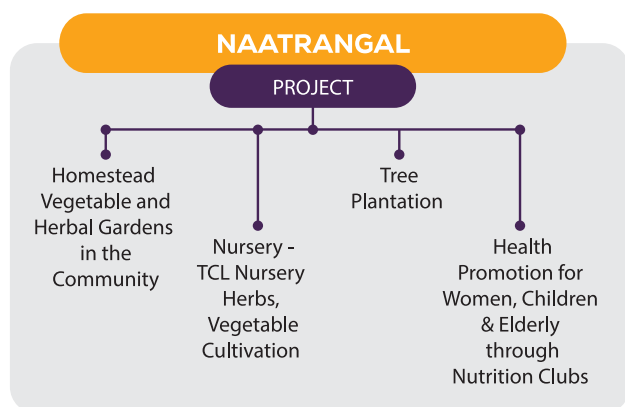 NAATRANGAL
PROJECT
Homestead
Vegetable and
Herbal Gardens
in the
Community
Nursery -
TCL Nursery
Herbs,
Vegetable
Cultivation
Tree
Plantation
Health
Promotion for
Women, Children
& Elderly
through
Nutrition Clubs